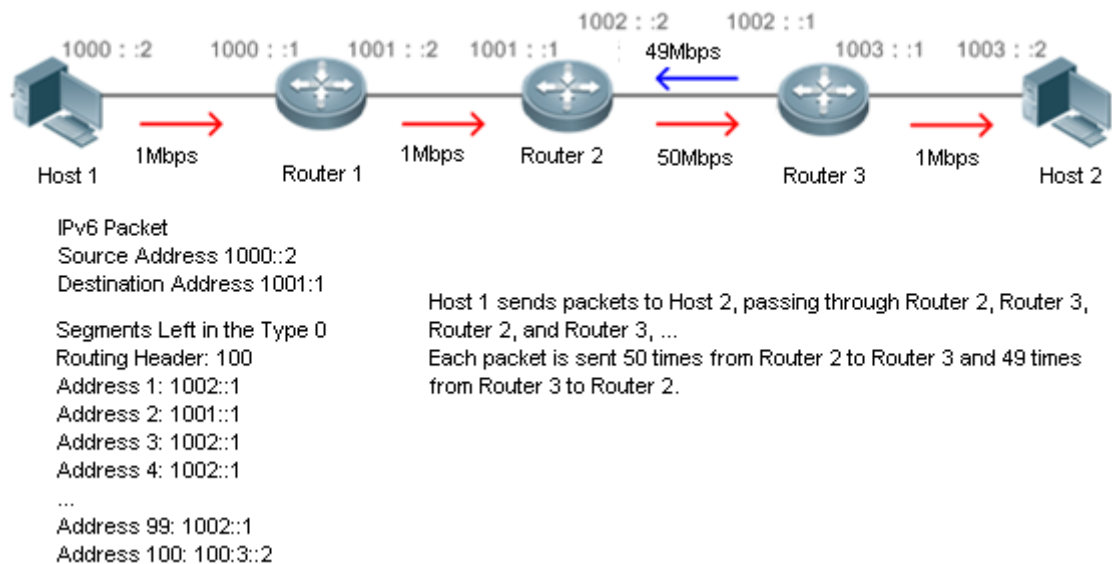 1002 : ::2
1002 : ::1
1000 : ::2
1000 : ::1
1001 : ::2
1001 : ::1
49Mbps
1003 : ::1
1003 : ::2
1Mbps
1Mbps
50Mbps
1Mbps
Host 1
Router 1
Router 2
Router 3
Host 2
IPv6 Packet
Source Address 1000::2
Destination Address 1001:1
Segments Left in the Type 0
Routing Header: 100
Address 1: 1002::1
Address 2: 1001::1
Address 3: 1002::1
Address 4: 1002::1
...
Address 99: 1002::1
Address 100: 100:3::2
Host 1 sends packets to Host 2, passing through Router 2, Router 3,
Router 2, and Router 3, ...
Each packet is sent 50 times from Router 2 to Router 3 and 49 times
from Router 3 to Router 2.